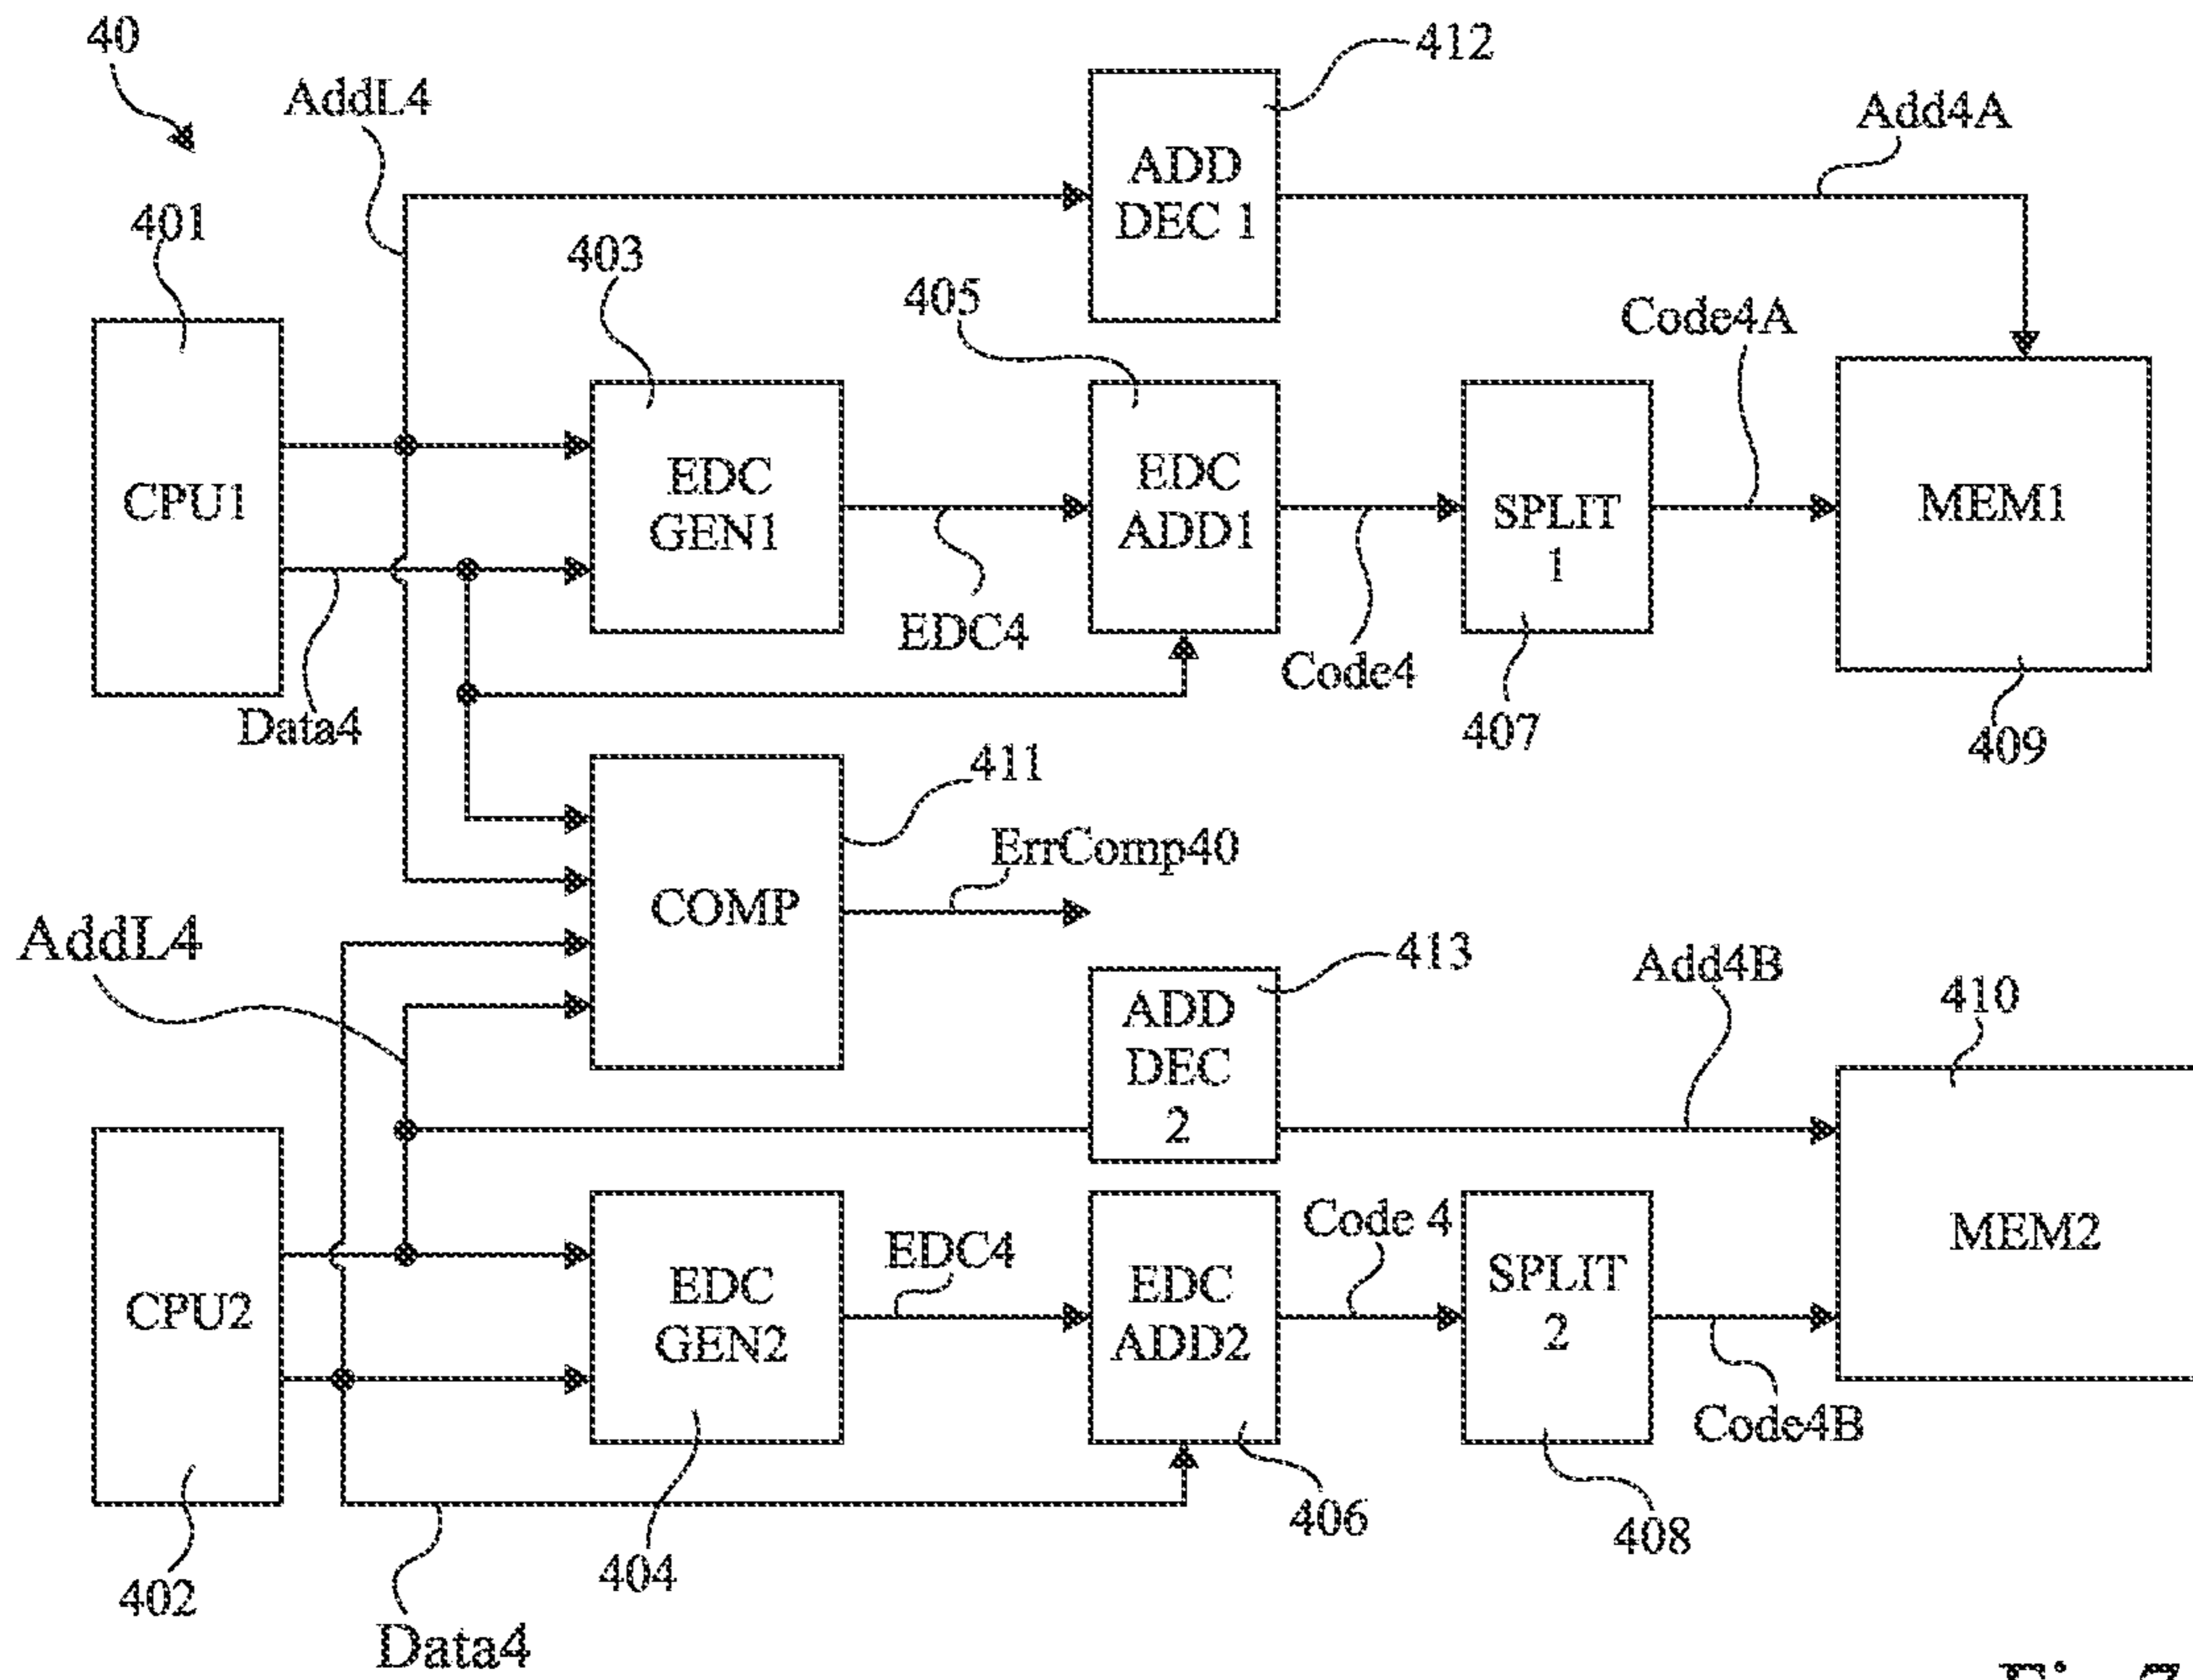 40
AddL4
412
Add4A
ADD
DEC 1
401
403
405
Code4A
CPU1
EDC
GEN1
EDC
ADD1
SPLIT
1
MEM1
EDC4
Code4
Data4
407
409
411
ErrComp40
COMP
AddL4
413
Add4B
410
ADD
DEC
2
CPU2
EDC
GEN2
EDC4
EDC
ADD2
Code 4
SPLIT
2
MEM2
Code4B
402
404
406
408
Data4